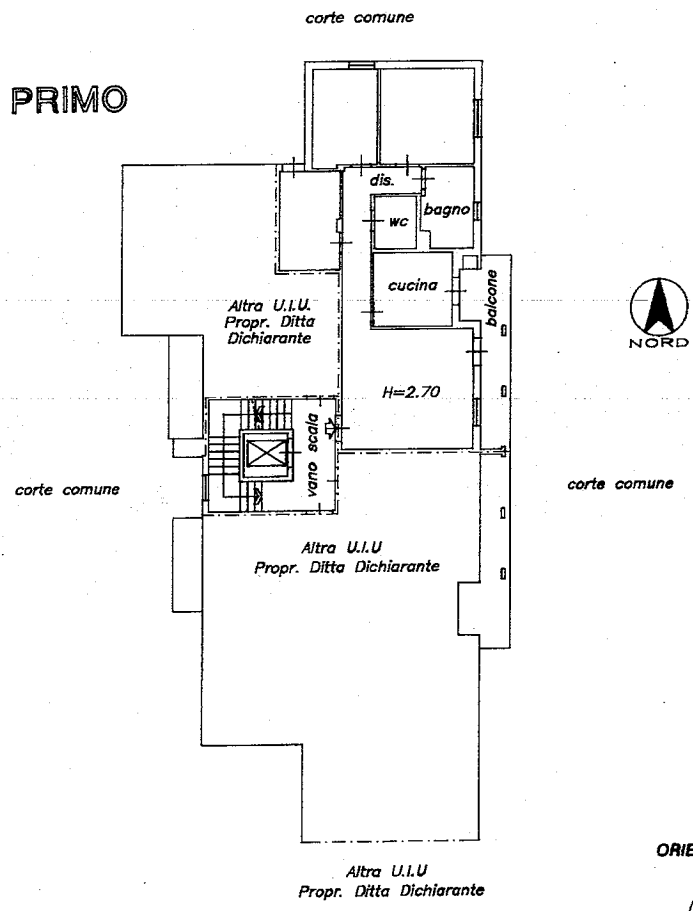 corte comune
PRIMO
dis.
wc
bagno
cucina
balcone
Altra U.I.U.
Propr. Ditta
Dichiarante
NORD
H=2.70
vano scala
corte comune
corte comune
Altra U.I.U
Propr. Ditta Dichiarante
ORIE
Altra U.I.U
Propr. Ditta Dichiarante